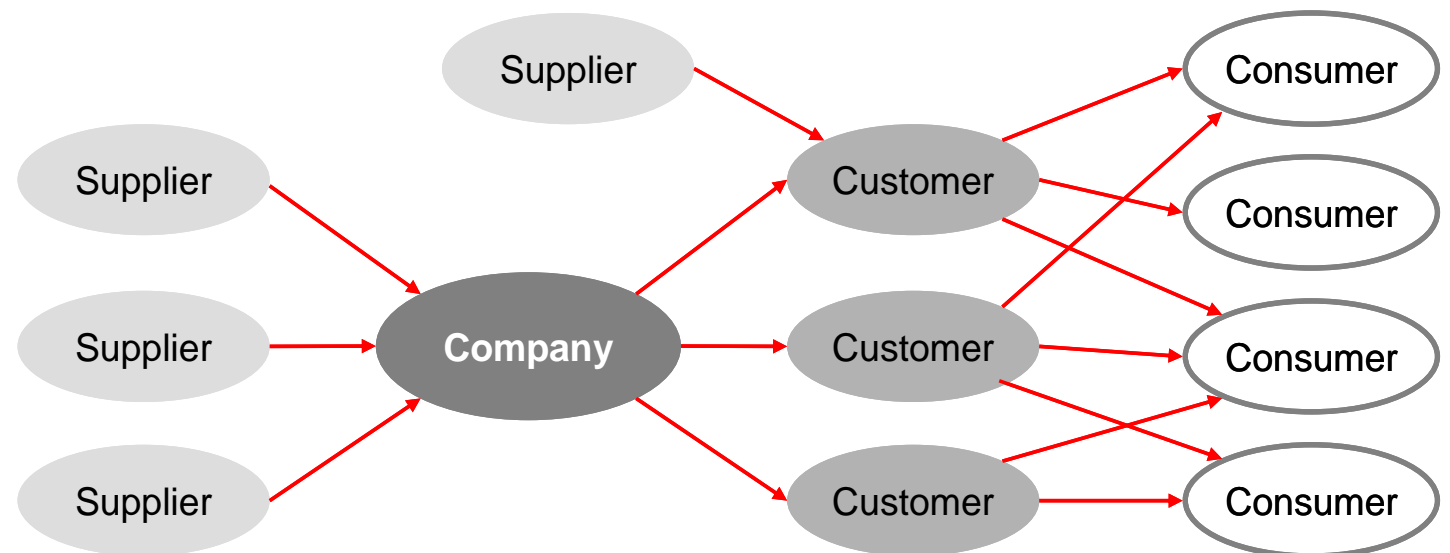 Supplier
Consumer
Supplier
Customer
Consumer
Supplier
Company
Customer
Consumer
Supplier
Customer
Consumer